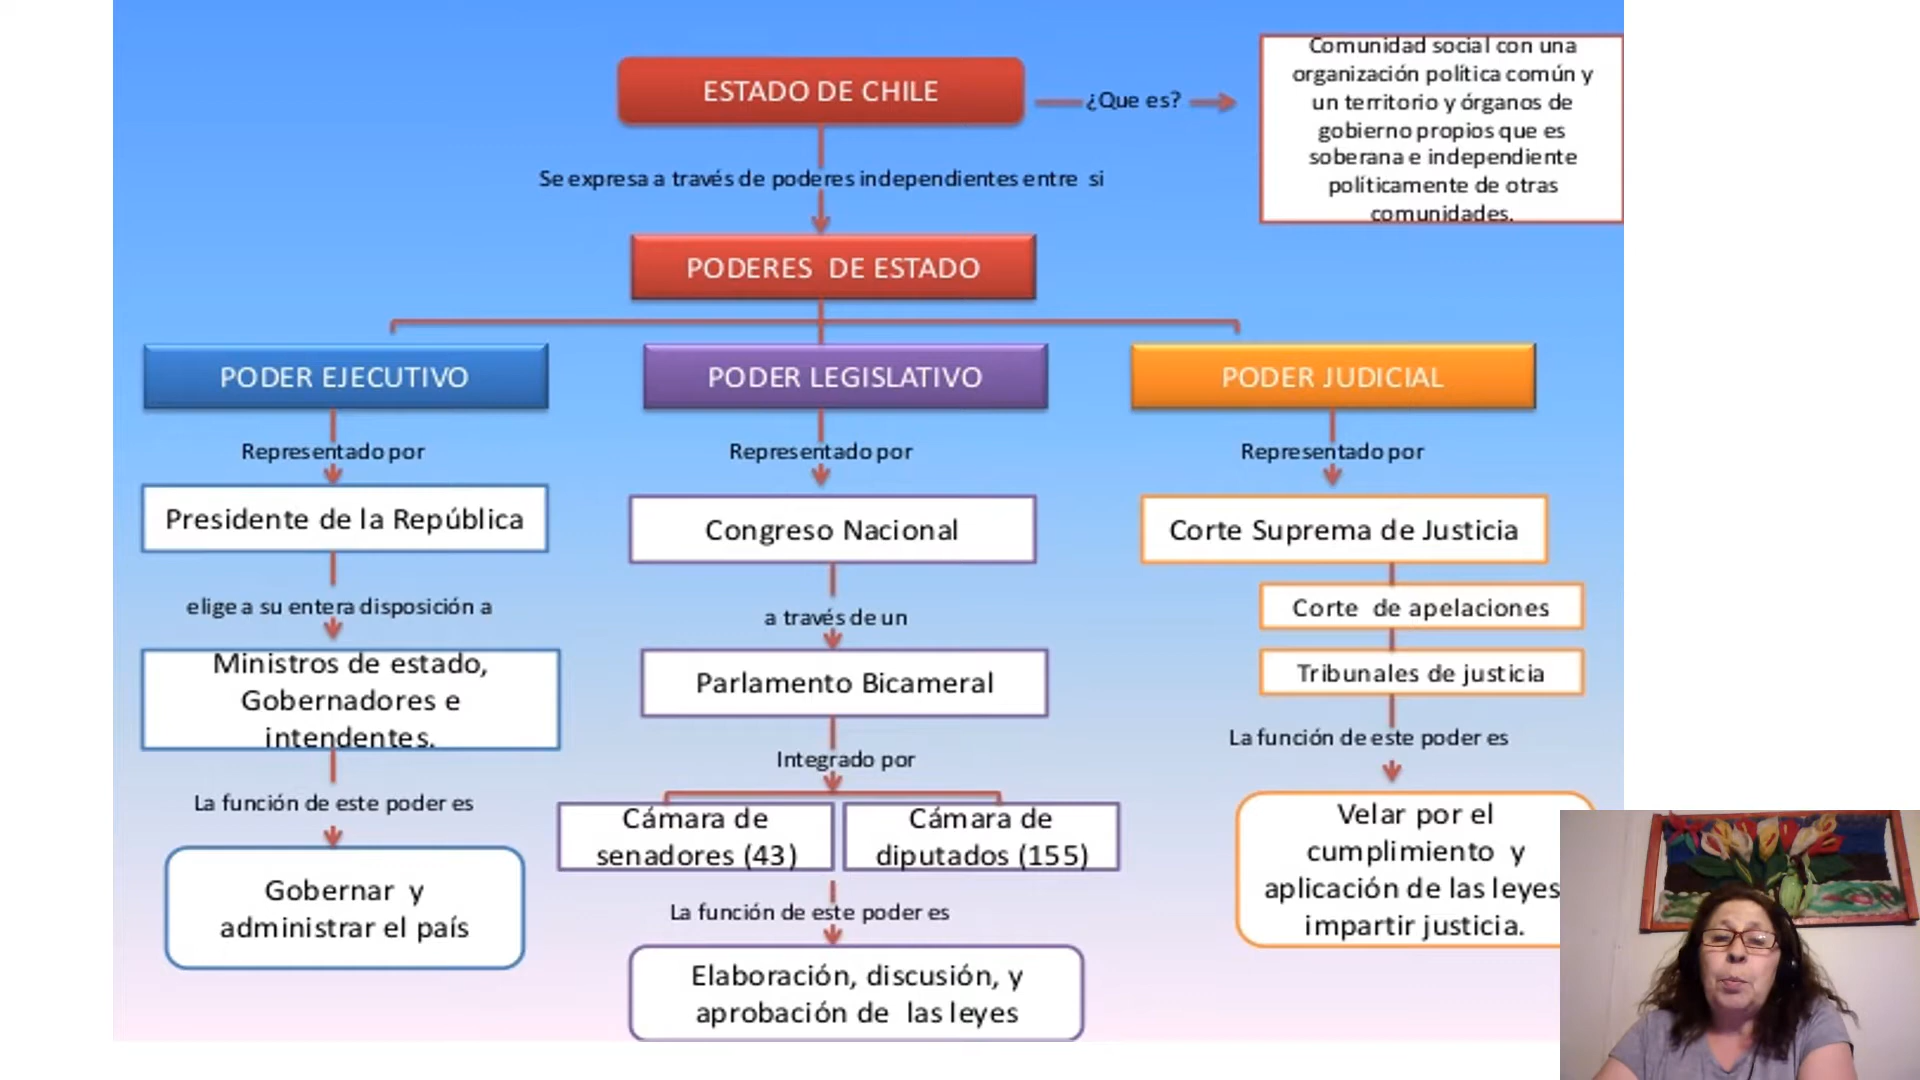 ESTADO DE CHILE
¿Que es?
Comunidad social con una
organización política común y
un territorio y órganos de
gobierno propios que es
soberana e independiente
políticamente de otras
comunidades.
Se expresa a través de poderes independientes entre si
PODERES DE ESTADO
PODER EJECUTIVO
Representado por
Presidente de la República
elige a su entera disposición a
Ministros de estado,
Gobernadores e
intendentes.
La función de este poder es
Gobernar y
administrar el país
PODER LEGISLATIVO
Representado por
Congreso Nacional
a través de un
Parlamento Bicameral
Integrado por
Cámara de
senadores (43)
Cámara de
diputados (155)
La función de este poder es
Elaboración, discusión, y
aprobación de las leyes
PODER JUDICIAL
Representado por
Corte Suprema de Justicia
Corte de apelaciones
Tribunales de justicia
La función de este poder es
Velar por el
cumplimiento y
aplicación de las leyes
impartir justicia.